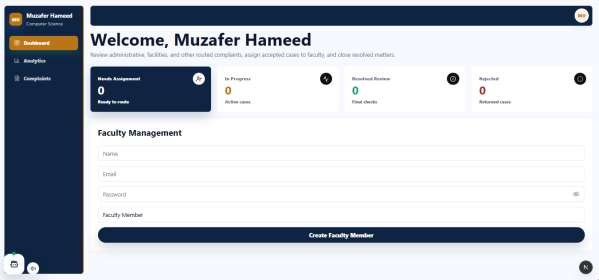 MH
Muzafer Hameed
Computer Science
Dashboard
Analytics
Complaints
MH
Welcome, Muzafer Hameed
Review administrative, facilities, and other routed complaints, assign accepted cases to faculty, and close resolved matters.
Needs Assignment
0
Ready to route
In Progress
0
Active cases
Resolved Review
0
Final checks
Rejected
0
Returned cases
Faculty Management
Name
Email
Password
Faculty Member
Create Faculty Member
N